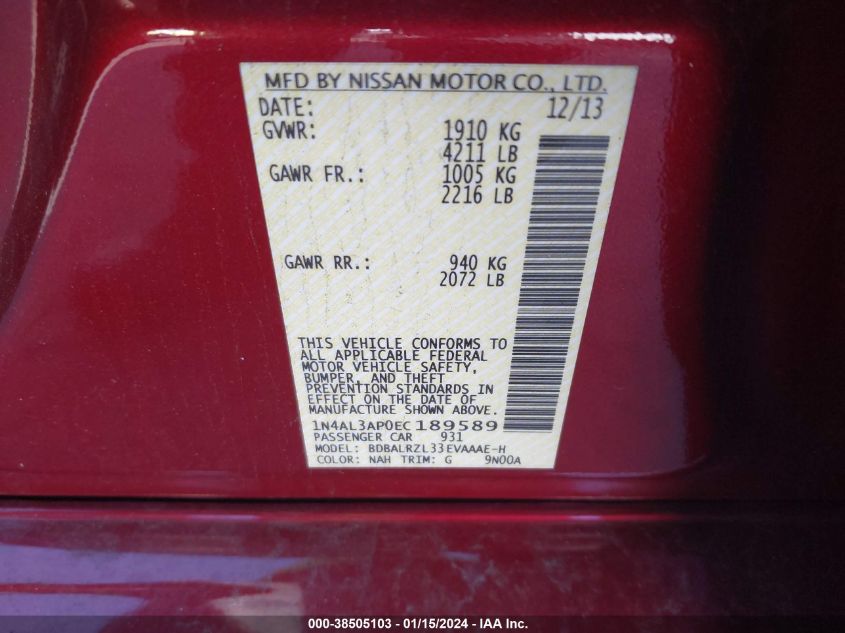 MFD BY NISSAN MOTOR CO., LTD.
DATE: 12/13
GVWR: 1910 KG
4211 LB
GAWR FR.: 1005 KG
2216 LB
GAWR RR.: 940 KG
2072 LB
THIS VEHICLE CONFORMS TO
ALL APPLICABLE FEDERAL
MOTOR VEHICLE SAFETY,
BUMPER, AND THEFT
PREVENTION STANDARDS IN
EFFECT ON THE DATE OF
MANUFACTURE SHOWN ABOVE.
1N4AL3AP0EC 189589
PASSENGER CAR 931
MODEL: BDBALRZL33EVAAAE-H
COLOR: NAH TRIM: G 9N00A
000-38505103 - 01/15/2024 - IAA Inc.